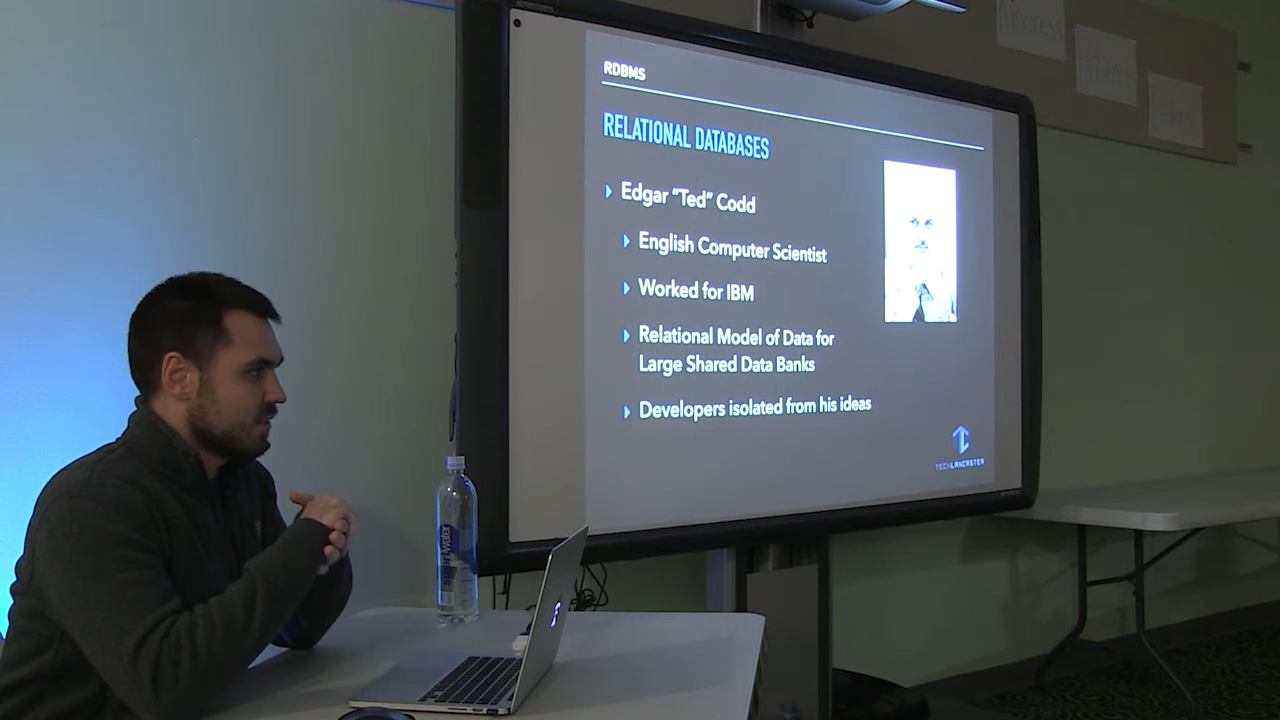 RDBMS
RELATIONAL DATABASES
Edgar “Ted” Codd
English Computer Scientist
Worked for IBM
Relational Model of Data for
Large Shared Data Banks
Developers isolated from his ideas
TECHLANCASTER